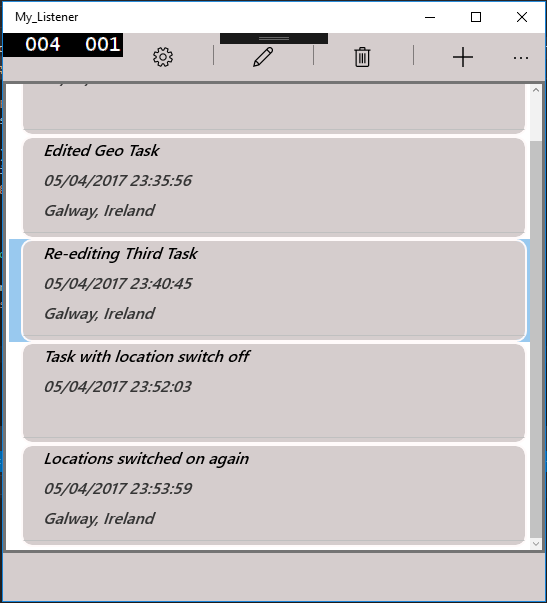 My_Listener
004 001
Edited Geo Task
05/04/2017 23:35:56
Galway, Ireland
Re-editing Third Task
05/04/2017 23:40:45
Galway, Ireland
Task with location switch off
05/04/2017 23:52:03
Locations switched on again
05/04/2017 23:53:59
Galway, Ireland